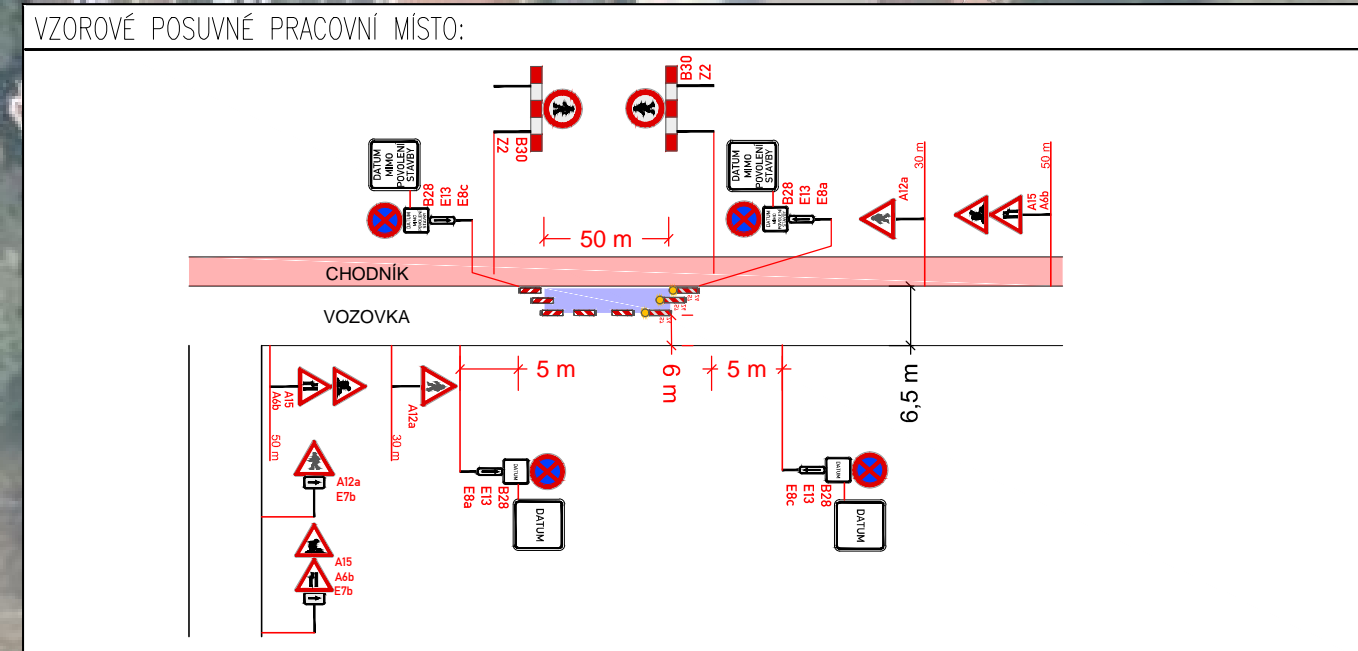 VZOROVÉ POSUVNÉ PRACOVNÍ MÍSTO:
B30
Z2
B30
Z2
DATUM
MIMO
POVOLENÍ
STAVBY
B28
E13
E8c
DATUM
MIMO
POVOLENÍ
STAVBY
B28
E13
E8a
A12a
30 m
A15
A6b
50 m
50 m
CHODNÍK
VOZOVKA
5 m
6 m
5 m
6,5 m
A15
A6b
50 m
A12a
30 m
A12a
E7b
A15
A6b
E7b
DATUM
B28
E13
E8a
DATUM
DATUM
B28
E13
E8c
DATUM